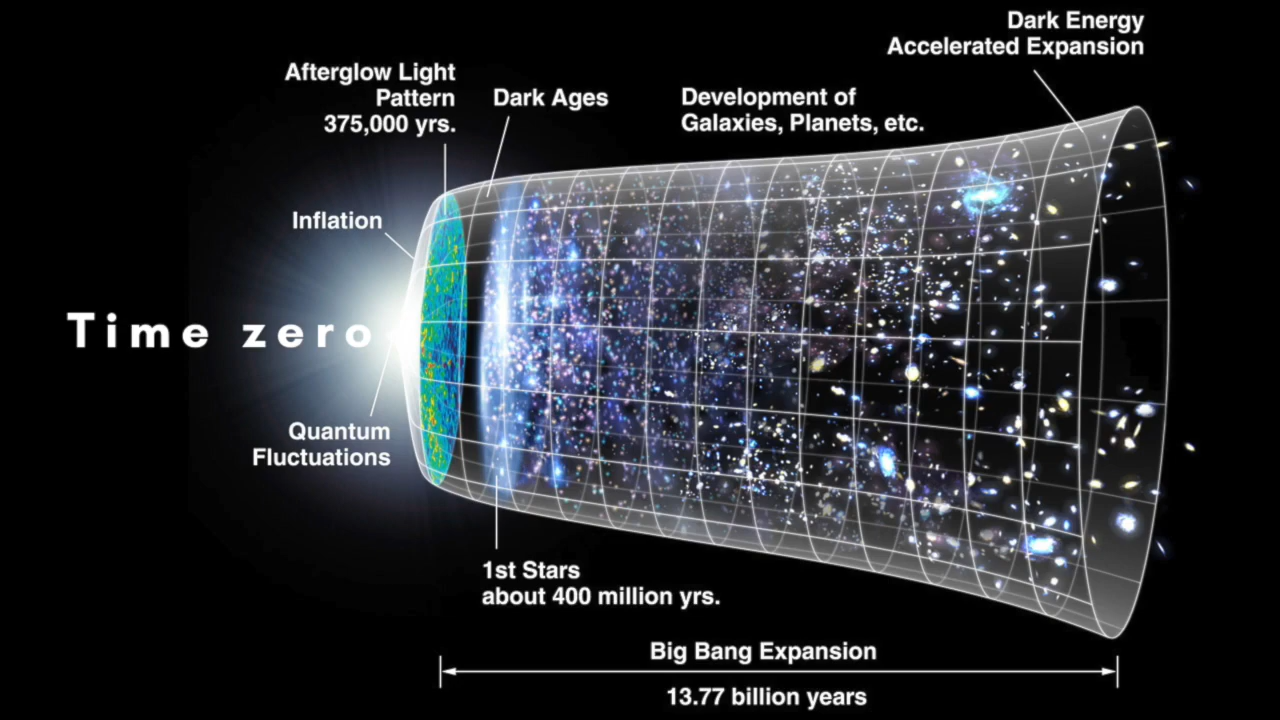 Dark Energy
Accelerated Expansion
Afterglow Light
Pattern
375,000 yrs.
Dark Ages
Development of
Galaxies, Planets, etc.
Inflation
Time zero
Quantum
Fluctuations
1st Stars
about 400 million yrs.
Big Bang Expansion
13.77 billion years